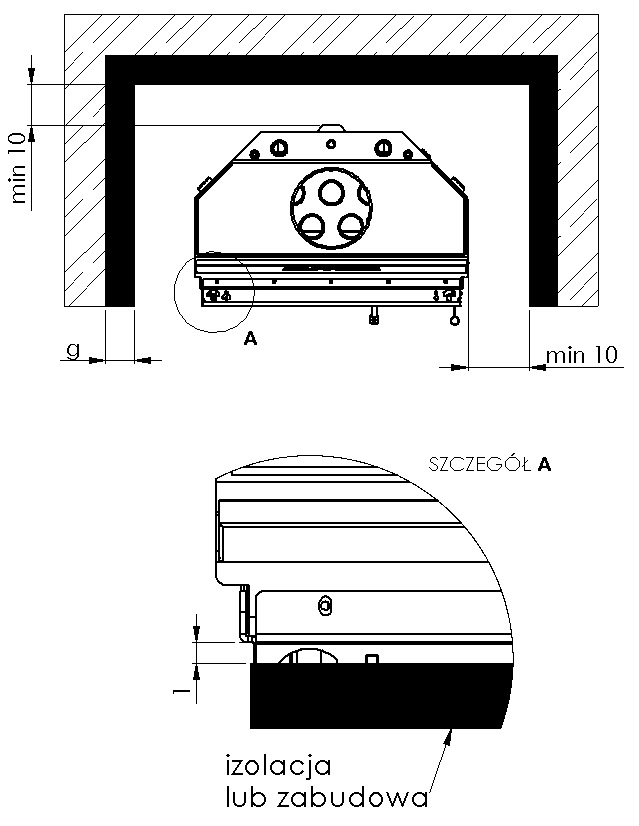 min 10
g
A
min 10
SZCZEGÓŁ A
1
izolacja
lub zabudowa